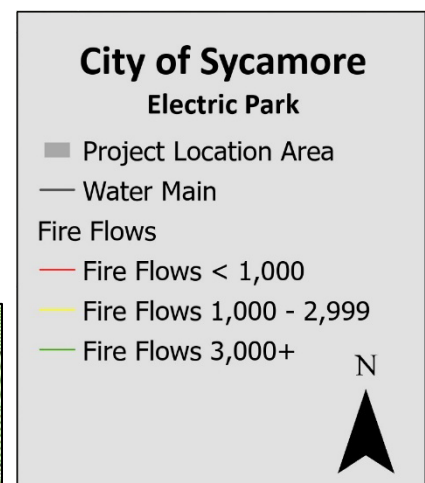 City of Sycamore
Electric Park
Project Location Area
Water Main
Fire Flows
Fire Flows < 1,000
Fire Flows 1,000 - 2,999
Fire Flows 3,000+
N